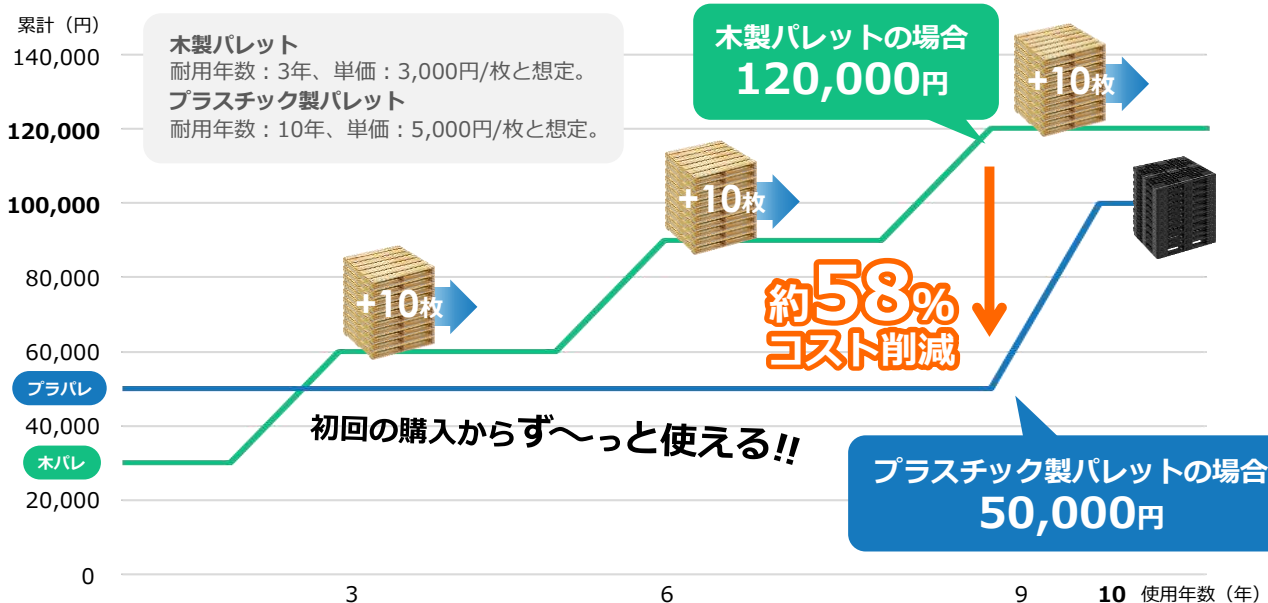 累計（円）
140,000
120,000
100,000
80,000
60,000
プラパレ
40,000
木パレ
20,000
0
木製パレット
耐用年数：3年、単価：3,000円/枚と想定。
プラスチック製パレット
耐用年数：10年、単価：5,000円/枚と想定。
木製パレットの場合
120,000円
+10枚
+10枚
+10枚
約58%
コスト削減
初回の購入からず〜っと使える!!
プラスチック製パレットの場合
50,000円
3
6
9
10
使用年数（年）